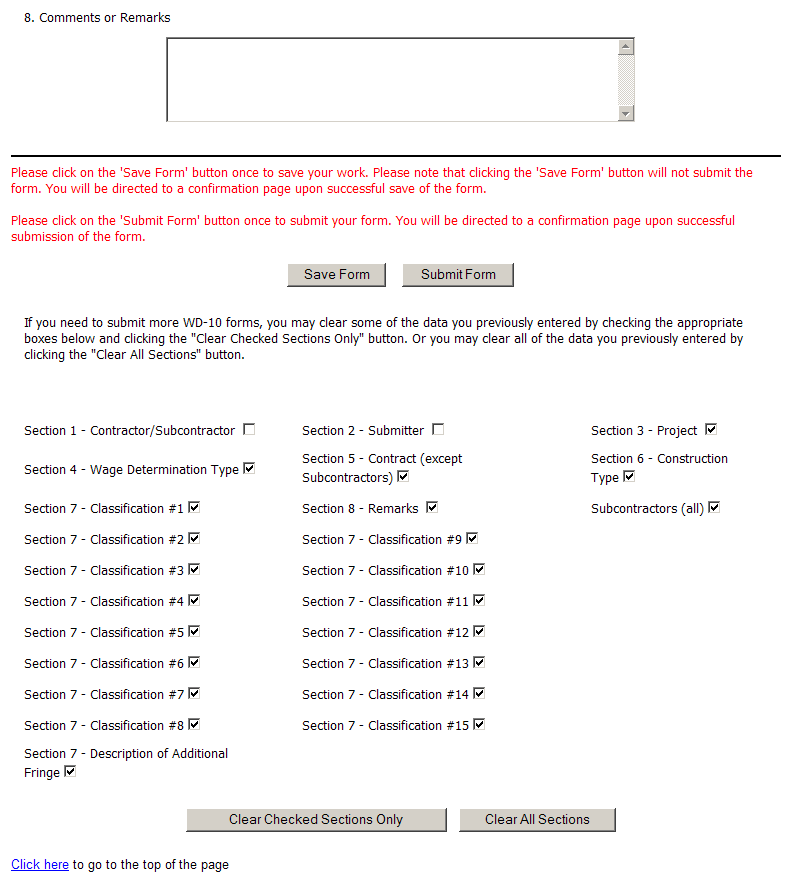 8. Comments or Remarks
Please click on the 'Save Form' button once to save your work. Please note that clicking the 'Save Form' button will not submit the
form. You will be directed to a confirmation page upon successful save of the form.
Please click on the 'Submit Form' button once to submit your form. You will be directed to a confirmation page upon successful
submission of the form.
Save Form Submit Form
If you need to submit more WD-10 forms, you may clear some of the data you previously entered by checking the appropriate
boxes below and clicking the "Clear Checked Sections Only" button. Or you may clear all of the data you previously entered by
clicking the "Clear All Sections" button.
Section 1 - Contractor/Subcontractor Section 2 - Submitter Section 3 - Project
Section 4 - Wage Determination Type
Section 5 - Contract (except
Subcontractors)
Section 6 - Construction
Type
Section 7 - Classification #1 Section 8 - Remarks Subcontractors (all)
Section 7 - Classification #2 Section 7 - Classification #9
Section 7 - Classification #3 Section 7 - Classification #10
Section 7 - Classification #4 Section 7 - Classification #11
Section 7 - Classification #5 Section 7 - Classification #12
Section 7 - Classification #6 Section 7 - Classification #13
Section 7 - Classification #7 Section 7 - Classification #14
Section 7 - Classification #8 Section 7 - Classification #15
Section 7 - Description of Additional
Fringe
Clear Checked Sections Only Clear All Sections
Click here to go to the top of the page